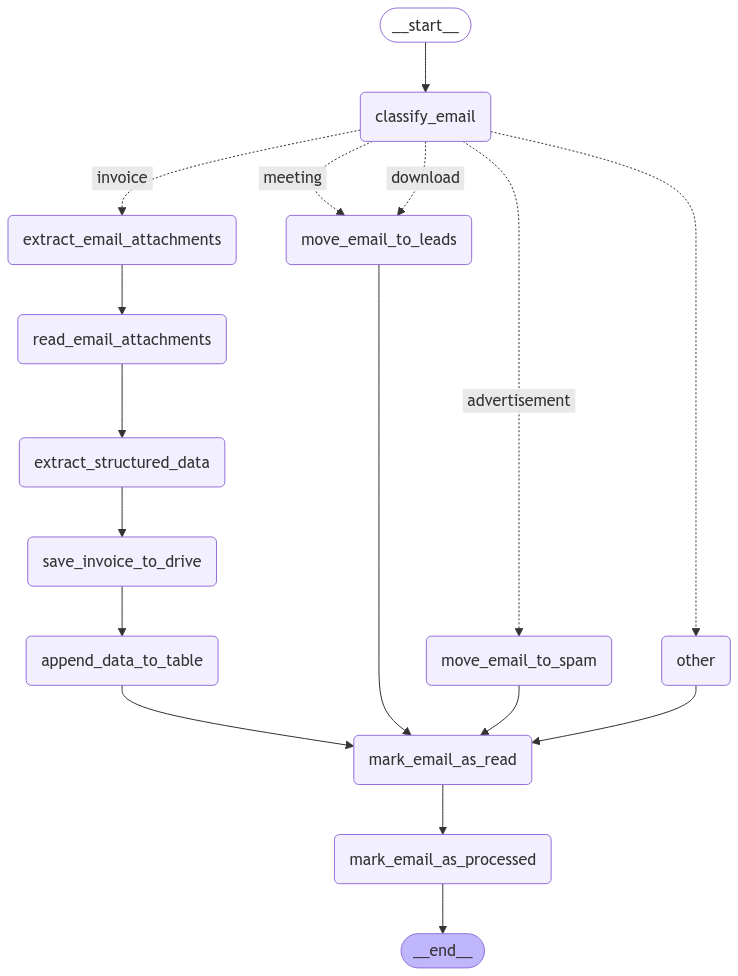 __start__
classify_email
invoice
meeting
download
extract_email_attachments
move_email_to_leads
read_email_attachments
advertisement
extract_structured_data
save_invoice_to_drive
append_data_to_table
move_email_to_spam
other
mark_email_as_read
mark_email_as_processed
__end__